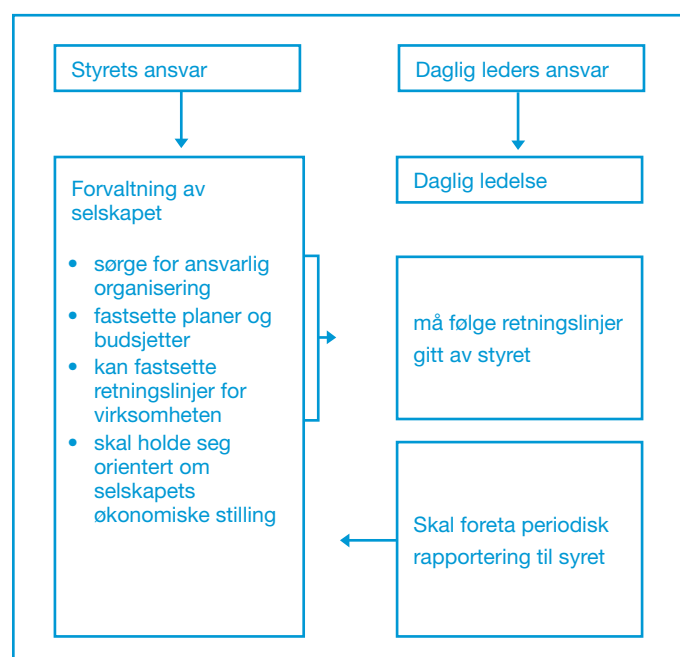 Styrets ansvar
Forvaltning av
selskapet
• sørge for ansvarlig
organisering
• fastsette planer og
budsjetter
• kan fastsette
retningslinjer for
virksomheten
• skal holde seg
orientert om
selskapets
økonomiske stilling
Daglig leders ansvar
Daglig ledelse
må følge retningslinjer
gitt av styret
Skal foreta periodisk
rapportering til syret